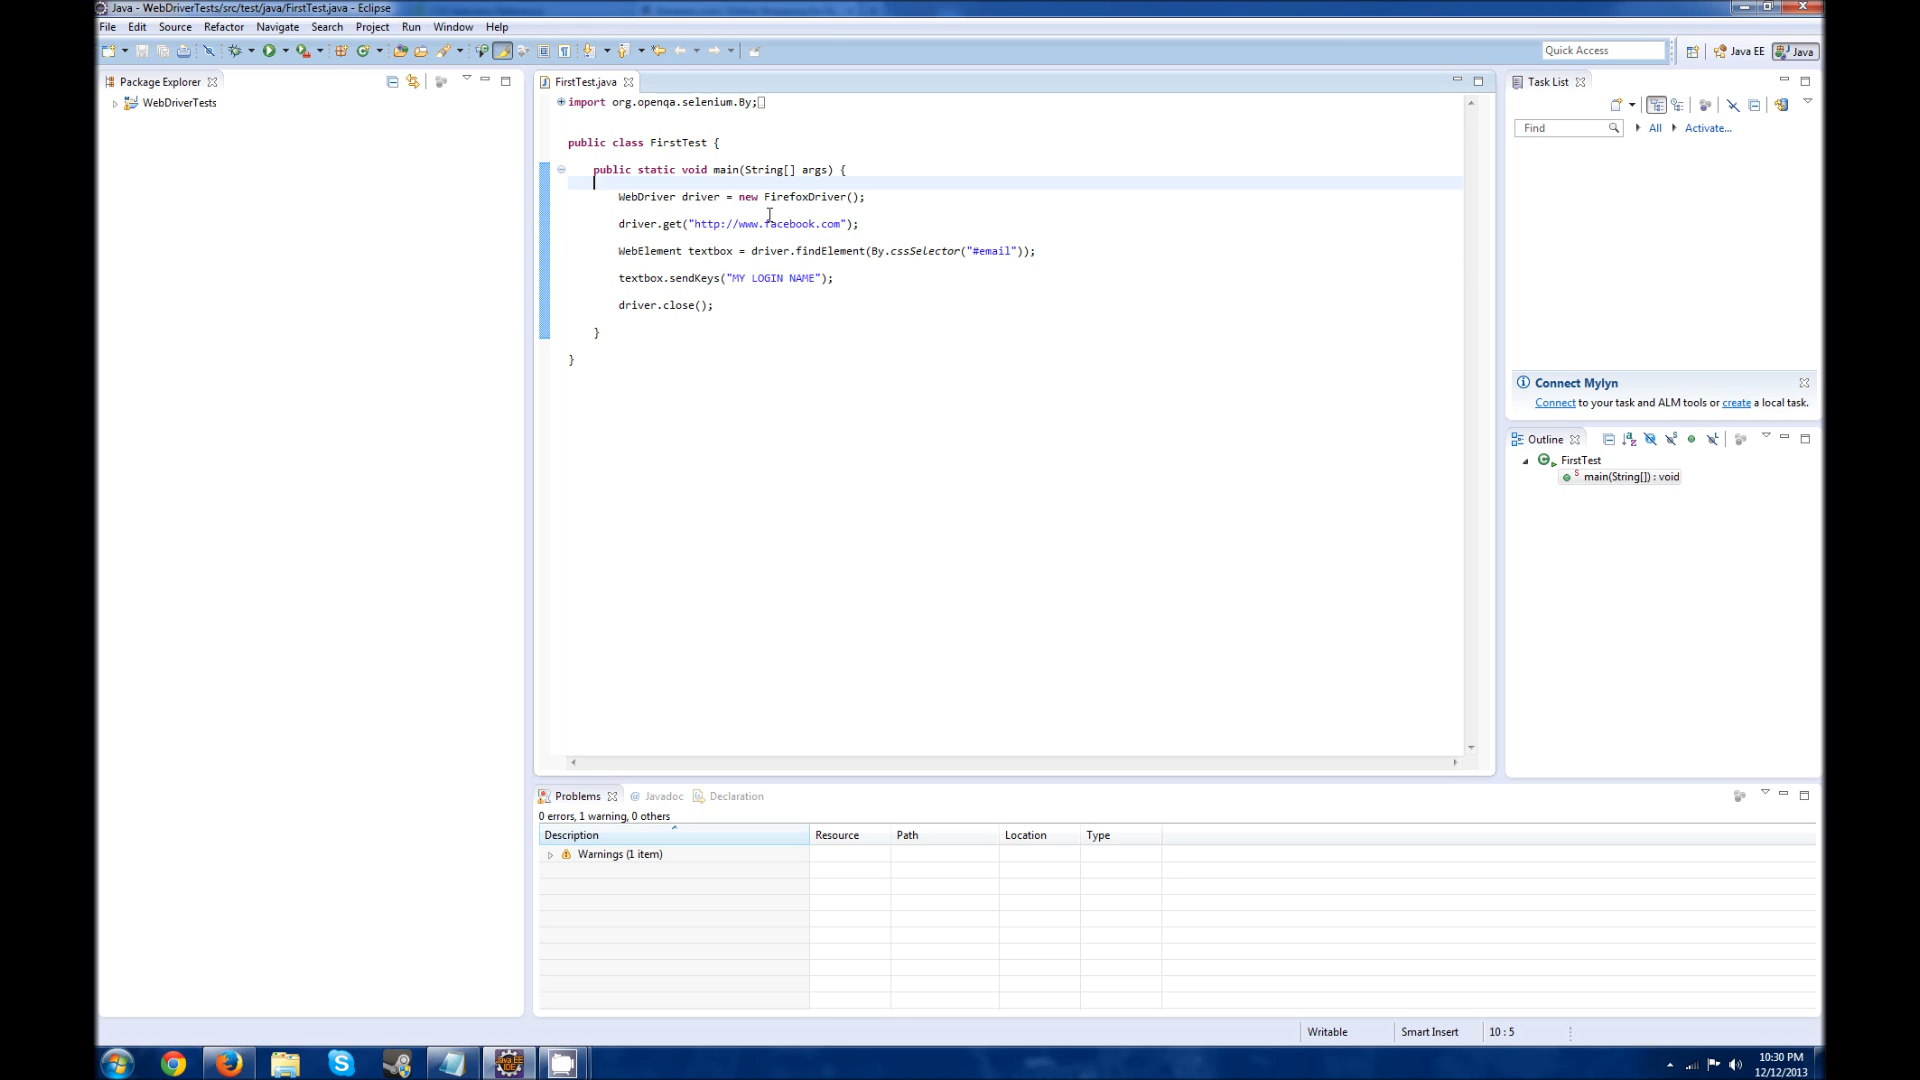 Java - WebDriverTests/src/test/java/FirstTest.java - Eclipse
File Edit Source Refactor Navigate Search Project Run Window Help
Quick Access Java EE Java
Package Explorer
WebDriverTests
FirstTest.java
import org.openqa.selenium.By;
public class FirstTest {
public static void main(String[] args) {
WebDriver driver = new FirefoxDriver();
driver.get("http://www.facebook.com");
WebElement textbox = driver.findElement(By.cssSelector("#email"));
textbox.sendKeys("MY LOGIN NAME");
driver.close();
}
}
Task List
Find All Activate...
Connect Mylyn
Connect to your task and ALM tools or create a local task.
Outline
FirstTest
main(String[]) : void
Problems @ Javadoc Declaration
0 errors, 1 warning, 0 others
Description Resource Path Location Type
Warnings (1 item)
Writable Smart Insert 10 : 5
Java EE
IDE
10:30 PM
12/12/2013